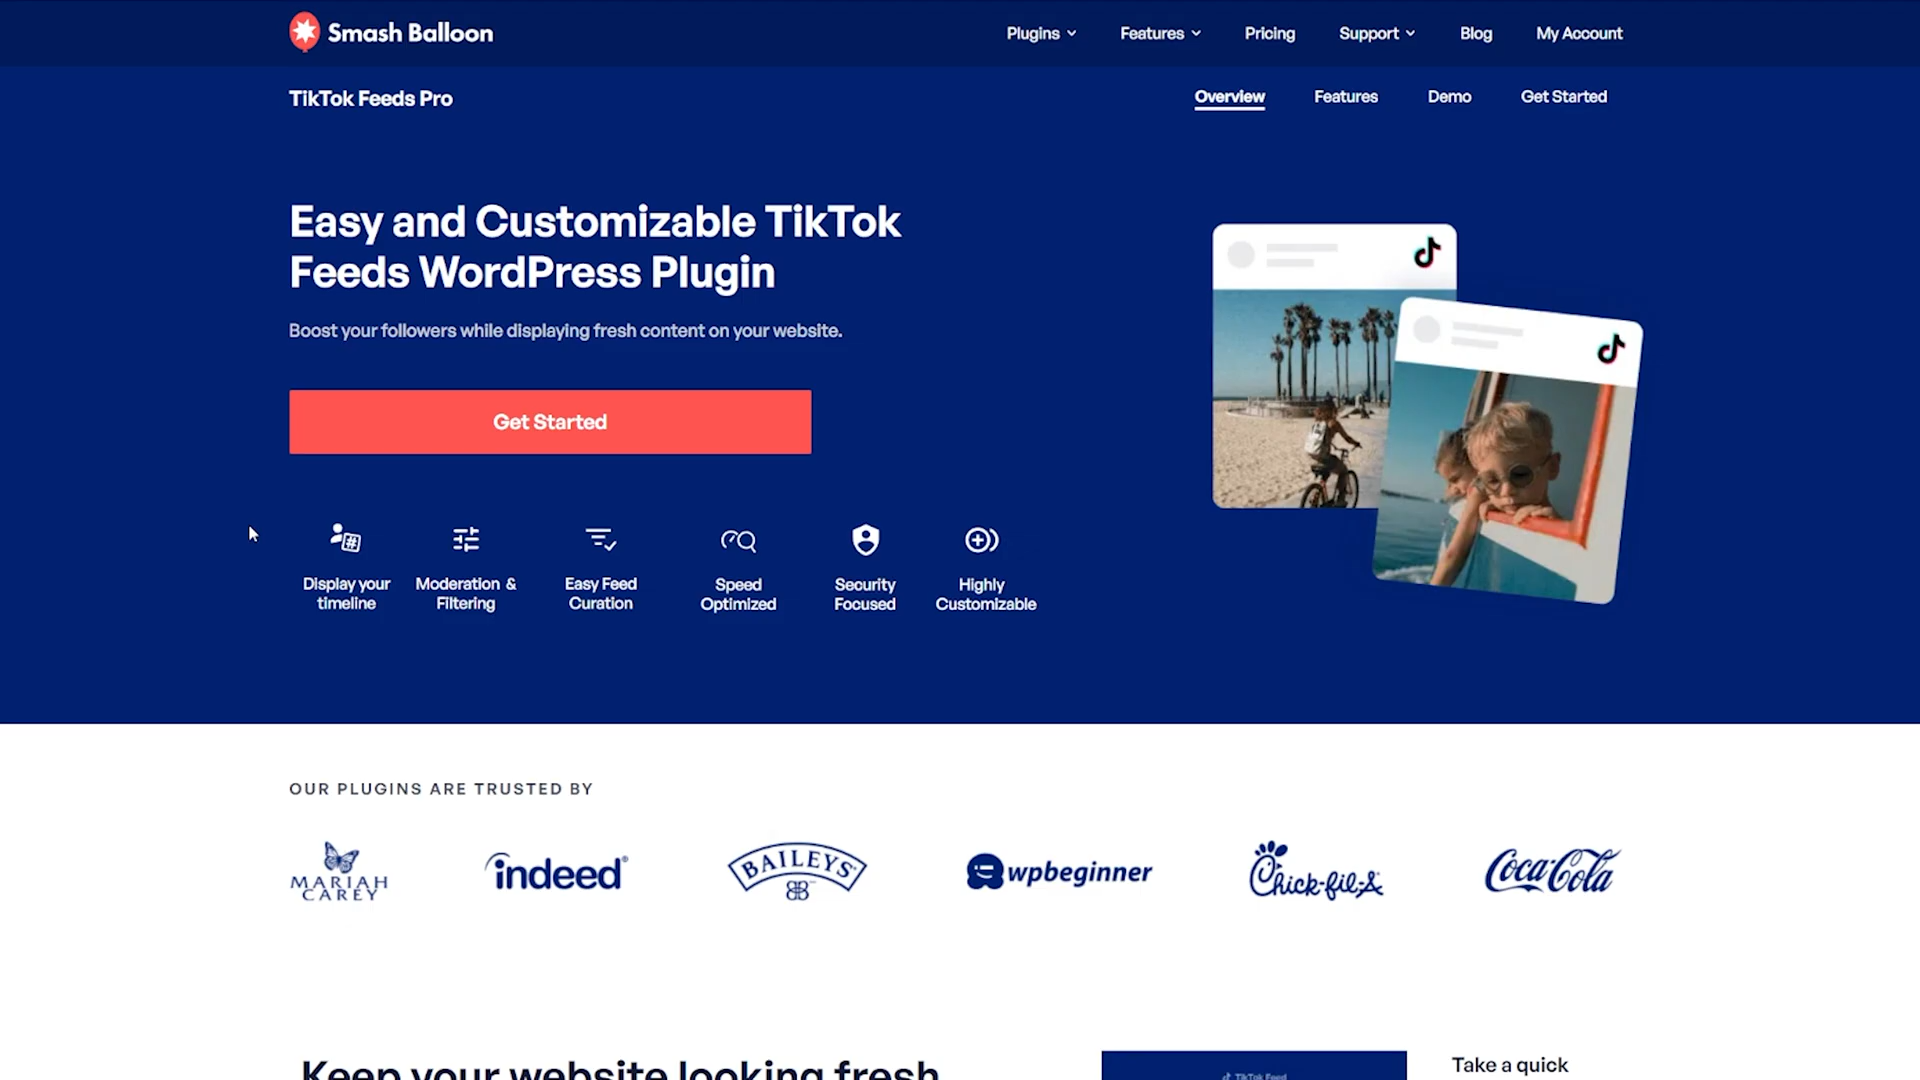 Smash Balloon
Plugins
Features
Pricing
Support
Blog
My Account
TikTok Feeds Pro
Overview
Features
Demo
Get Started
Easy and Customizable TikTok
Feeds WordPress Plugin
Boost your followers while displaying fresh content on your website.
Get Started
#
Display your
timeline
Moderation &
Filtering
Easy Feed
Curation
Speed
Optimized
Security
Focused
Highly
Customizable
OUR PLUGINS ARE TRUSTED BY
MARIAH
CAREY
indeed®
BAILEYS
wpbeginner
Chick-fil-A
Coca-Cola
Keep your website looking fresh
TikTok Feed
Take a quick